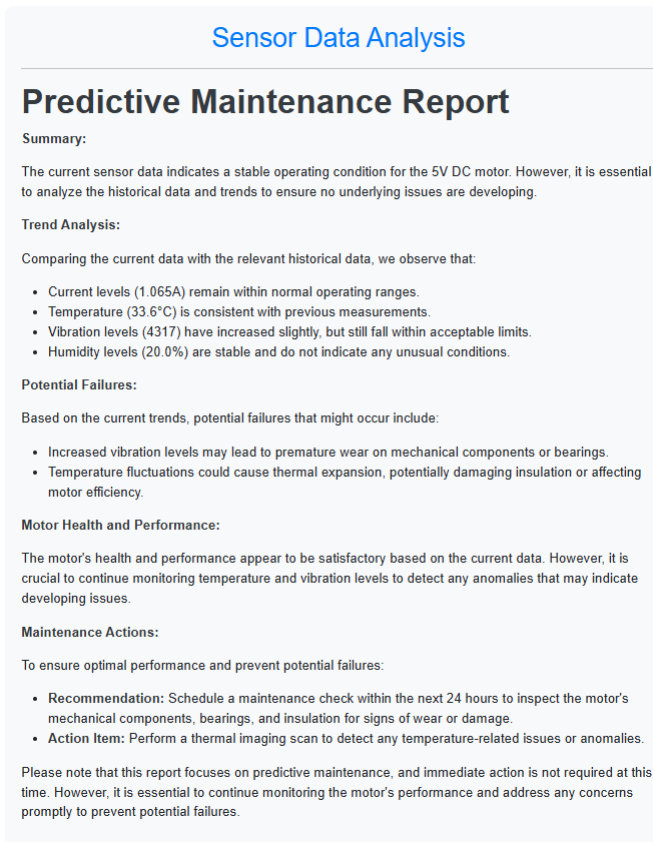 Sensor Data Analysis
Predictive Maintenance Report
Summary:
The current sensor data indicates a stable operating condition for the 5V DC motor. However, it is essential
to analyze the historical data and trends to ensure no underlying issues are developing.
Trend Analysis:
Comparing the current data with the relevant historical data, we observe that:
• Current levels (1.065A) remain within normal operating ranges.
• Temperature (33.6°C) is consistent with previous measurements.
• Vibration levels (4317) have increased slightly, but still fall within acceptable limits.
• Humidity levels (20.0%) are stable and do not indicate any unusual conditions.
Potential Failures:
Based on the current trends, potential failures that might occur include:
• Increased vibration levels may lead to premature wear on mechanical components or bearings.
• Temperature fluctuations could cause thermal expansion, potentially damaging insulation or affecting
motor efficiency.
Motor Health and Performance:
The motor's health and performance appear to be satisfactory based on the current data. However, it is
crucial to continue monitoring temperature and vibration levels to detect any anomalies that may indicate
developing issues.
Maintenance Actions:
To ensure optimal performance and prevent potential failures:
• Recommendation: Schedule a maintenance check within the next 24 hours to inspect the motor's
mechanical components, bearings, and insulation for signs of wear or damage.
• Action Item: Perform a thermal imaging scan to detect any temperature-related issues or anomalies.
Please note that this report focuses on predictive maintenance, and immediate action is not required at this
time. However, it is essential to continue monitoring the motor's performance and address any concerns
promptly to prevent potential failures.